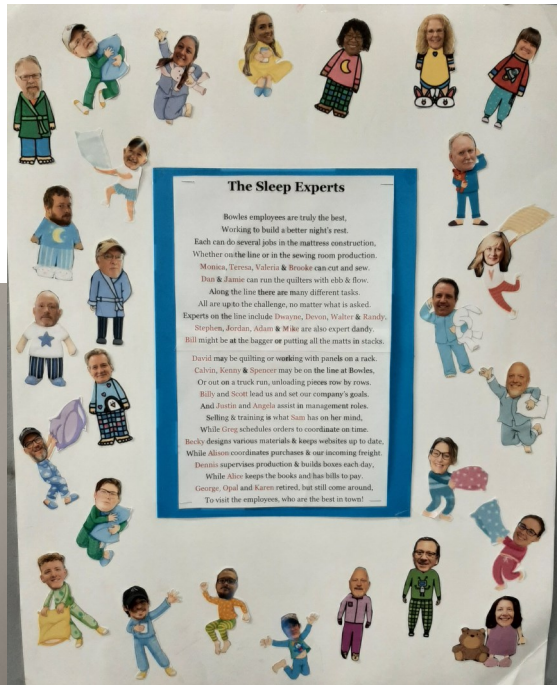 The Sleep Experts
Bowles employees are truly the best,
Working to build a better night's rest.
Each can do several jobs in the mattress construction,
Whether on the line or in the sewing room production.
Monica, Teresa, Valeria & Brooke can cut and sew.
Dan & Jamie can run the quilters with ebb & flow.
Along the line there are many different tasks.
All are up to the challenge, no matter what is asked.
Experts on the line include Dwayne, Devon, Walter & Randy.
Stephen, Jordan, Adam & Mike are also expert dandy.
Bill might be at the bagger or putting all the matts in stacks.
David may be quilting or working with panels on a rack.
Calvin, Kenny & Spencer may be on the line at Bowles,
Or out on a truck run, unloading pieces row by rows.
Billy and Scott lead us and set our company's goals.
And Justin and Angela assist in management roles.
Selling & training is what Sam has on her mind,
While Greg schedules orders to coordinate on time.
Becky designs various materials & keeps websites up to date,
While Alison coordinates purchases & our incoming freight.
Dennis supervises production & builds boxes each day,
While Alice keeps the books and has bills to pay.
George, Opal and Karen retired, but still come around,
To visit the employees, who are the best in town!